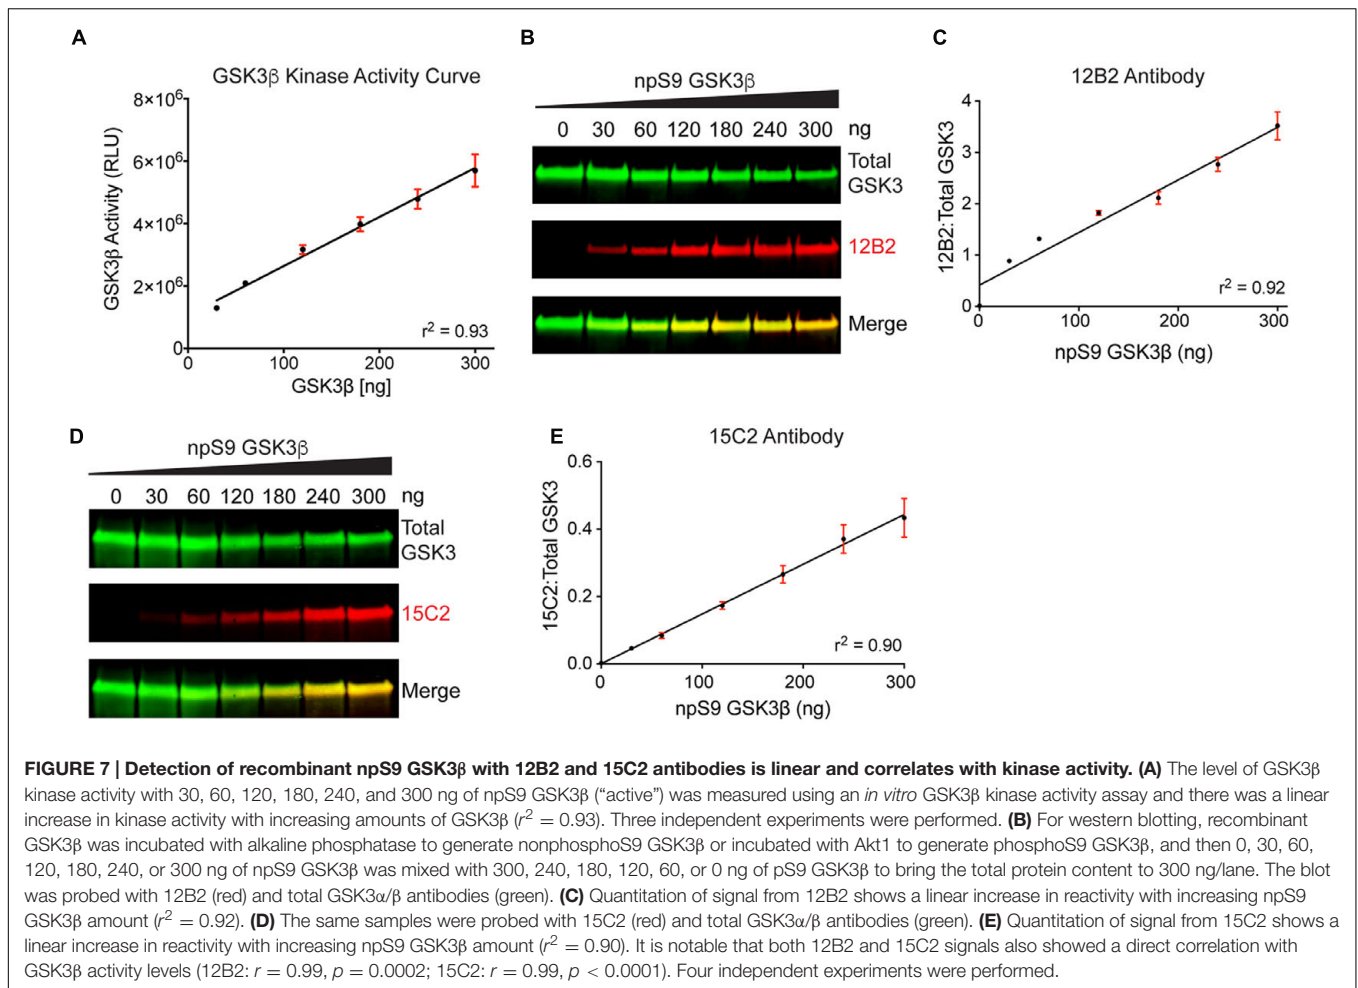 A
GSK3β Kinase Activity Curve
8×10⁶
6×10⁶
4×10⁶
2×10⁶
0
GSK3β Activity (RLU)
r² = 0.93
0 100 200 300
GSK3β [ng]
B
npS9 GSK3β
0 30 60 120 180 240 300 ng
Total
GSK3
12B2
Merge
C
12B2 Antibody
4
3
2
1
0
12B2:Total GSK3
r² = 0.92
0 100 200 300
npS9 GSK3β (ng)
D
npS9 GSK3β
0 30 60 120 180 240 300 ng
Total
GSK3
15C2
Merge
E
15C2 Antibody
0.6
0.4
0.2
0.0
15C2:Total GSK3
r² = 0.90
0 100 200 300
npS9 GSK3β (ng)
FIGURE 7 | Detection of recombinant npS9 GSK3β with 12B2 and 15C2 antibodies is linear and correlates with kinase activity. (A) The level of GSK3β
kinase activity with 30, 60, 120, 180, 240, and 300 ng of npS9 GSK3β (“active”) was measured using an in vitro GSK3β kinase activity assay and there was a linear
increase in kinase activity with increasing amounts of GSK3β (r² = 0.93). Three independent experiments were performed. (B) For western blotting, recombinant
GSK3β was incubated with alkaline phosphatase to generate nonphosphoS9 GSK3β or incubated with Akt1 to generate phosphoS9 GSK3β, and then 0, 30, 60,
120, 180, 240, or 300 ng of npS9 GSK3β was mixed with 300, 240, 180, 120, 60, or 0 ng of pS9 GSK3β to bring the total protein content to 300 ng/lane. The blot
was probed with 12B2 (red) and total GSK3α/β antibodies (green). (C) Quantitation of signal from 12B2 shows a linear increase in reactivity with increasing npS9
GSK3β amount (r² = 0.92). (D) The same samples were probed with 15C2 (red) and total GSK3α/β antibodies (green). (E) Quantitation of signal from 15C2 shows a
linear increase in reactivity with increasing npS9 GSK3β amount (r² = 0.90). It is notable that both 12B2 and 15C2 signals also showed a direct correlation with
GSK3β activity levels (12B2: r = 0.99, p = 0.0002; 15C2: r = 0.99, p < 0.0001). Four independent experiments were performed.